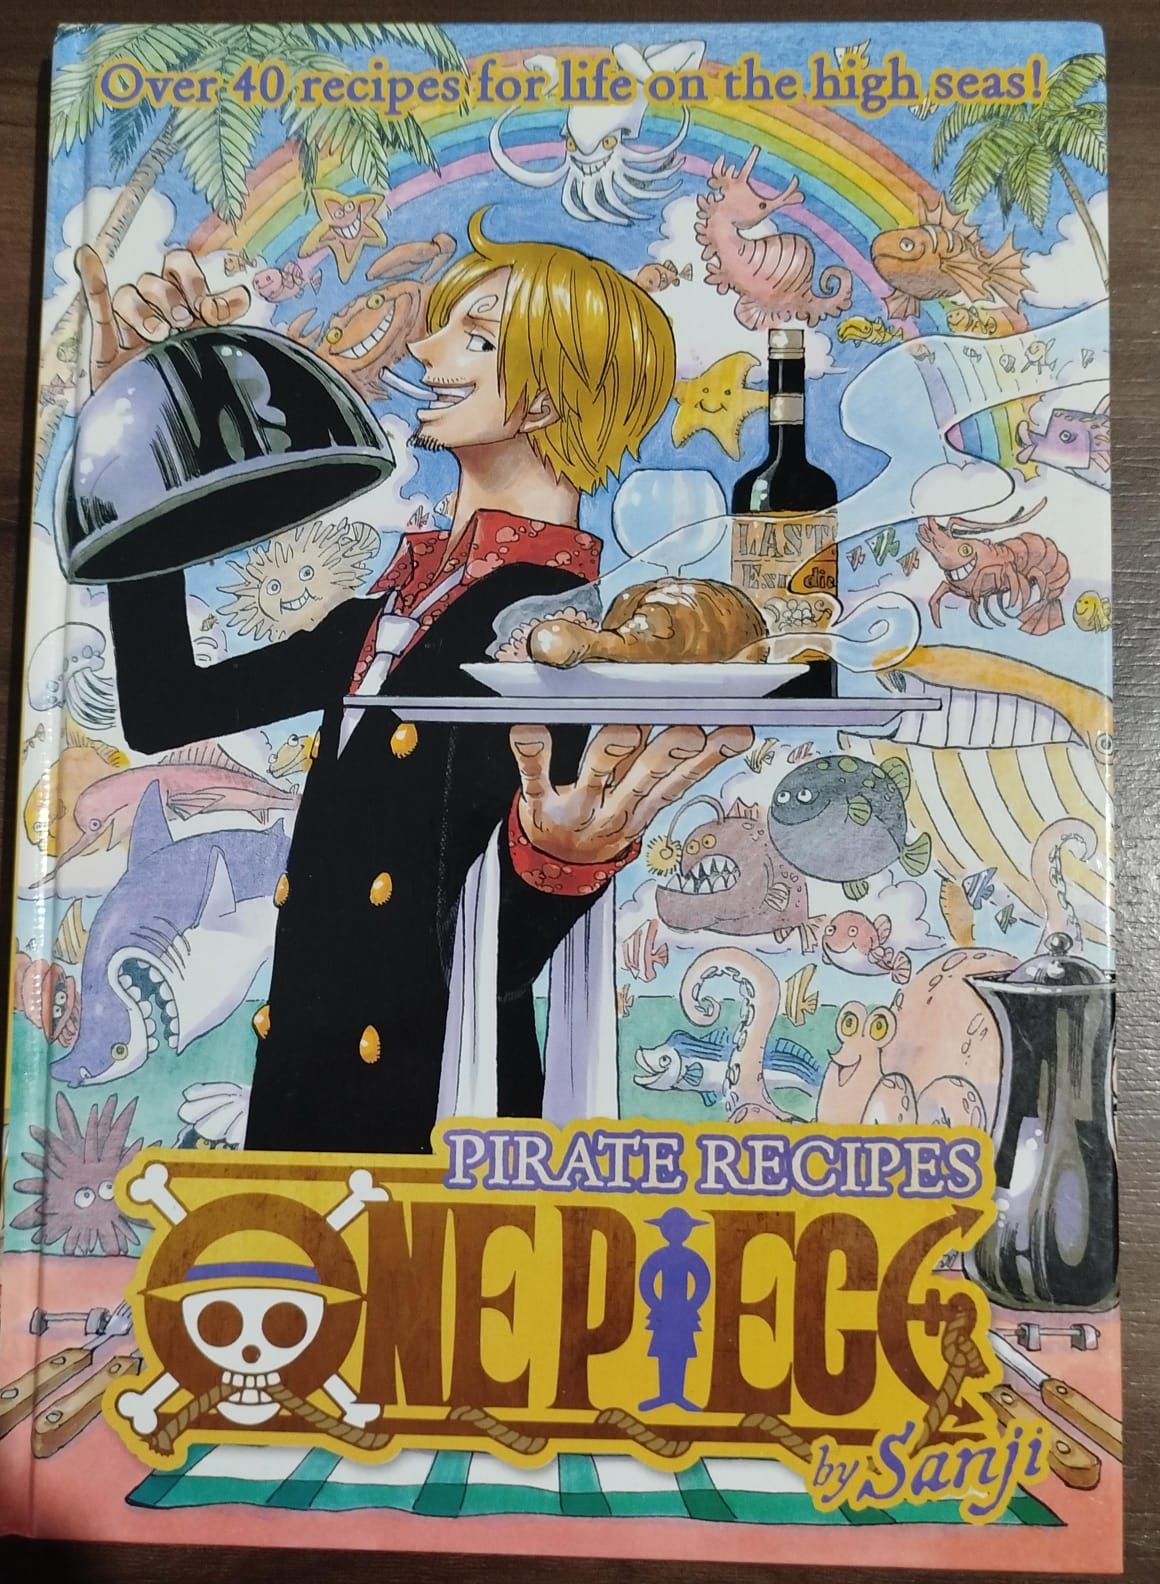 Over 40 recipes for life on the high seas!
PIRATE RECIPES
ONE PIECE
by Sanji